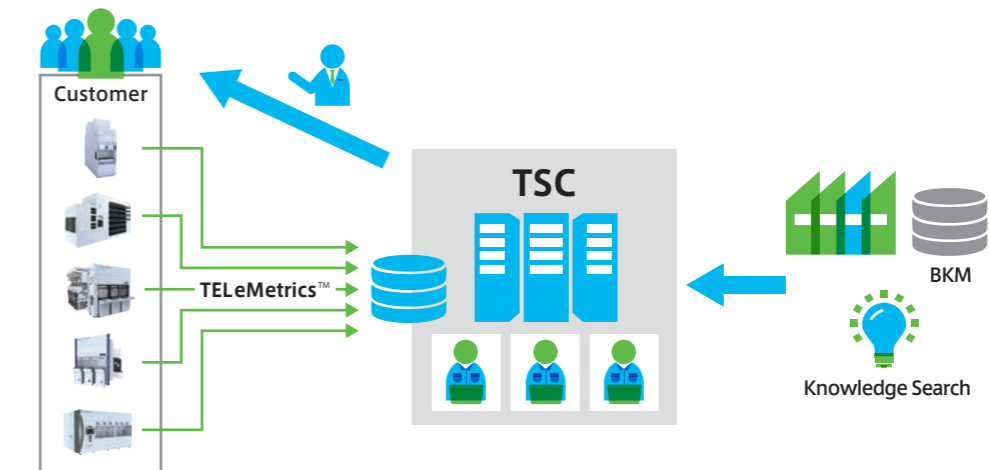 Customer
TSC
TELeMetrics™
BKM
Knowledge Search